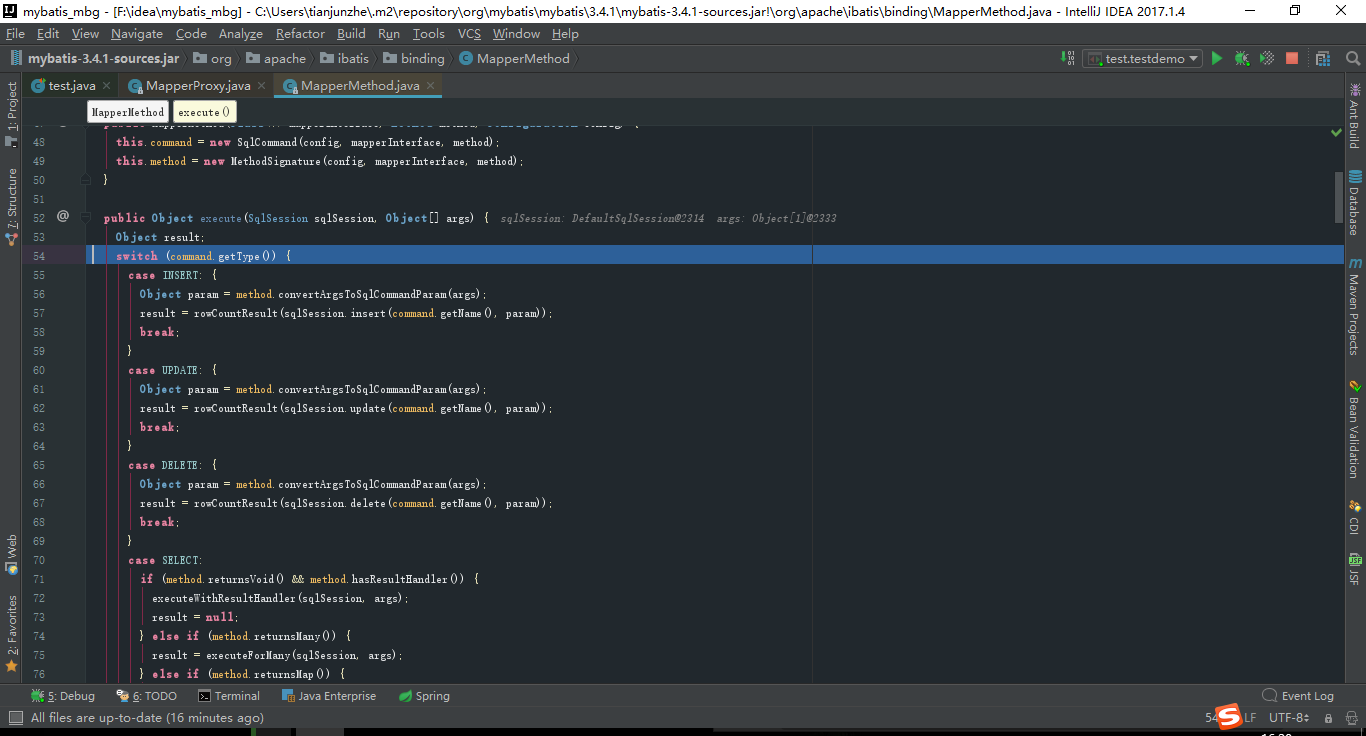 mybatis_mbg - [F:\idea\mybatis_mbg] - C:\Users\tianjunzhe\.m2\repository\org\mybatis\mybatis\3.4.1\mybatis-3.4.1-sources.jar!\org\apache\ibatis\binding\MapperMethod.java - IntelliJ IDEA 2017.1.4
File Edit View Navigate Code Analyze Refactor Build Run Tools VCS Window Help
mybatis-3.4.1-sources.jar org apache ibatis binding MapperMethod test.testdemo
test.java MapperProxy.java MapperMethod.java
MapperMethod execute()
48 this.command = new SqlCommand(config, mapperInterface, method);
49 this.method = new MethodSignature(config, mapperInterface, method);
50 }
51
52 @ public Object execute(SqlSession sqlSession, Object[] args) { sqlSession: DefaultSqlSession@2314 args: Object[1]@2333
53 Object result;
54 switch (command.getType()) {
55 case INSERT: {
56 Object param = method.convertArgsToSqlCommandParam(args);
57 result = rowCountResult(sqlSession.insert(command.getName(), param));
58 break;
59 }
60 case UPDATE: {
61 Object param = method.convertArgsToSqlCommandParam(args);
62 result = rowCountResult(sqlSession.update(command.getName(), param));
63 break;
64 }
65 case DELETE: {
66 Object param = method.convertArgsToSqlCommandParam(args);
67 result = rowCountResult(sqlSession.delete(command.getName(), param));
68 break;
69 }
70 case SELECT:
71 if (method.returnsVoid() && method.hasResultHandler()) {
72 executeWithResultHandler(sqlSession, args);
73 result = null;
74 } else if (method.returnsMany()) {
75 result = executeForMany(sqlSession, args);
76 } else if (method.returnsMap()) {
1: Project
7: Structure
Web
2: Favorites
Ant Build
Database
Maven Projects
Bean Validation
CDI
JSF
5: Debug 6: TODO Terminal Java Enterprise Spring Event Log
All files are up-to-date (16 minutes ago) 54 LF UTF-8